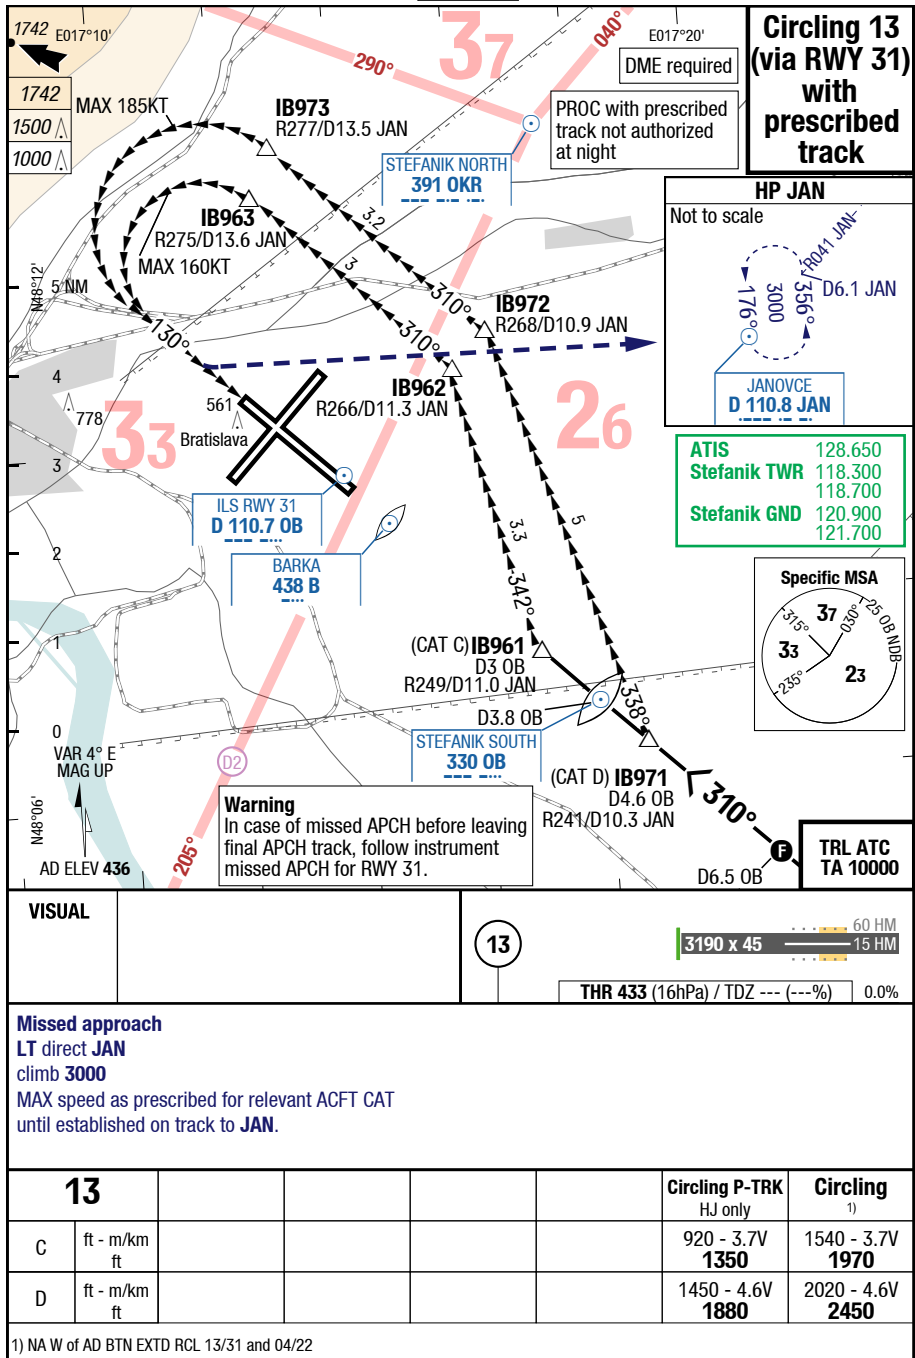 Circling 13
(via RWY 31)
with
prescribed
track
1742
E017°10'
E017°20'
1742
1500
1000
MAX 185KT
IB973
R277/D13.5 JAN
37
290°
040°
DME required
PROC with prescribed
track not authorized
at night
STEFANIK NORTH
391 OKR
IB963
R275/D13.6 JAN
MAX 160KT
3.2
3
310°
310°
IB972
R268/D10.9 JAN
HP JAN
Not to scale
R041 JAN
D6.1 JAN
176°
3000
356°
JANOVCE
D 110.8 JAN
N48°12'
5 NM
130°
IB962
R266/D11.3 JAN
4
778
33
561
Bratislava
26
3
ATIS 128.650
Stefanik TWR 118.300
118.700
Stefanik GND 120.900
121.700
ILS RWY 31
D 110.7 OB
BARKA
438 B
2
3.3
5
342°
Specific MSA
315°
37
030°
25 OB NDB
33
235°
23
1
(CAT C) IB961
D3 OB
R249/D11.0 JAN
D3.8 OB
338°
STEFANIK SOUTH
330 OB
0
VAR 4° E
MAG UP
D2
(CAT D) IB971
D4.6 OB
R241/D10.3 JAN
310°
N48°06'
AD ELEV 436
205°
Warning
In case of missed APCH before leaving
final APCH track, follow instrument
missed APCH for RWY 31.
F
D6.5 OB
TRL ATC
TA 10000
VISUAL
13
60 HM
3190 x 45
15 HM
THR 433 (16hPa) / TDZ --- (---%) 0.0%
Missed approach
LT direct JAN
climb 3000
MAX speed as prescribed for relevant ACFT CAT
until established on track to JAN.
13
Circling P-TRK
HJ only
Circling
1)
C ft - m/km 920 - 3.7V 1540 - 3.7V
ft 1350 1970
D ft - m/km 1450 - 4.6V 2020 - 4.6V
ft 1880 2450
1) NA W of AD BTN EXTD RCL 13/31 and 04/22